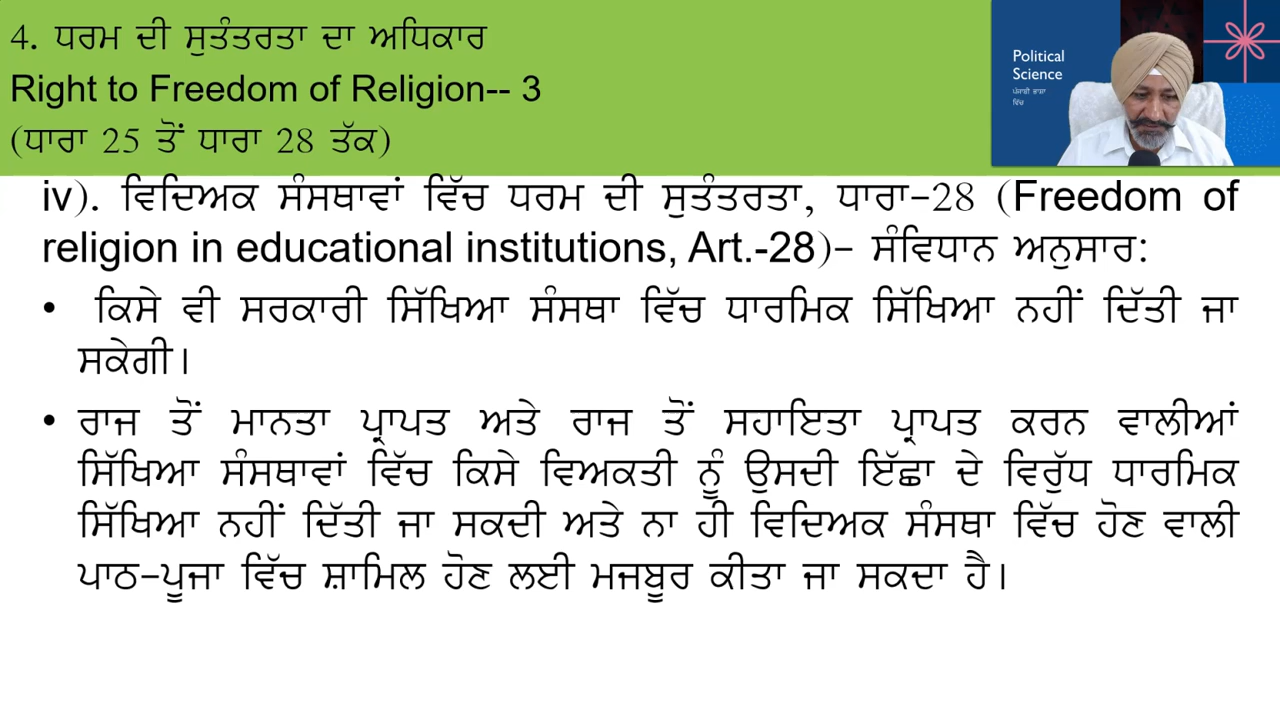 4. ਧਰਮ ਦੀ ਸੁਤੰਤਰਤਾ ਦਾ ਅਧਿਕਾਰ
Right to Freedom of Religion-- 3
(ਧਾਰਾ 25 ਤੋਂ ਧਾਰਾ 28 ਤੱਕ)
Political
Science
ਪੰਜਾਬੀ ਭਾਸ਼ਾ
ਵਿੱਚ
iv). ਵਿਦਿਅਕ ਸੰਸਥਾਵਾਂ ਵਿੱਚ ਧਰਮ ਦੀ ਸੁਤੰਤਰਤਾ, ਧਾਰਾ-28 (Freedom of
religion in educational institutions, Art.-28)- ਸੰਵਿਧਾਨ ਅਨੁਸਾਰ:
• ਕਿਸੇ ਵੀ ਸਰਕਾਰੀ ਸਿੱਖਿਆ ਸੰਸਥਾ ਵਿੱਚ ਧਾਰਮਿਕ ਸਿੱਖਿਆ ਨਹੀਂ ਦਿੱਤੀ ਜਾ
ਸਕੇਗੀ।
• ਰਾਜ ਤੋਂ ਮਾਨਤਾ ਪ੍ਰਾਪਤ ਅਤੇ ਰਾਜ ਤੋਂ ਸਹਾਇਤਾ ਪ੍ਰਾਪਤ ਕਰਨ ਵਾਲੀਆਂ
ਸਿੱਖਿਆ ਸੰਸਥਾਵਾਂ ਵਿੱਚ ਕਿਸੇ ਵਿਅਕਤੀ ਨੂੰ ਉਸਦੀ ਇੱਛਾ ਦੇ ਵਿਰੁੱਧ ਧਾਰਮਿਕ
ਸਿੱਖਿਆ ਨਹੀਂ ਦਿੱਤੀ ਜਾ ਸਕਦੀ ਅਤੇ ਨਾ ਹੀ ਵਿਦਿਅਕ ਸੰਸਥਾ ਵਿੱਚ ਹੋਣ ਵਾਲੀ
ਪਾਠ-ਪੂਜਾ ਵਿੱਚ ਸ਼ਾਮਿਲ ਹੋਣ ਲਈ ਮਜਬੂਰ ਕੀਤਾ ਜਾ ਸਕਦਾ ਹੈ।